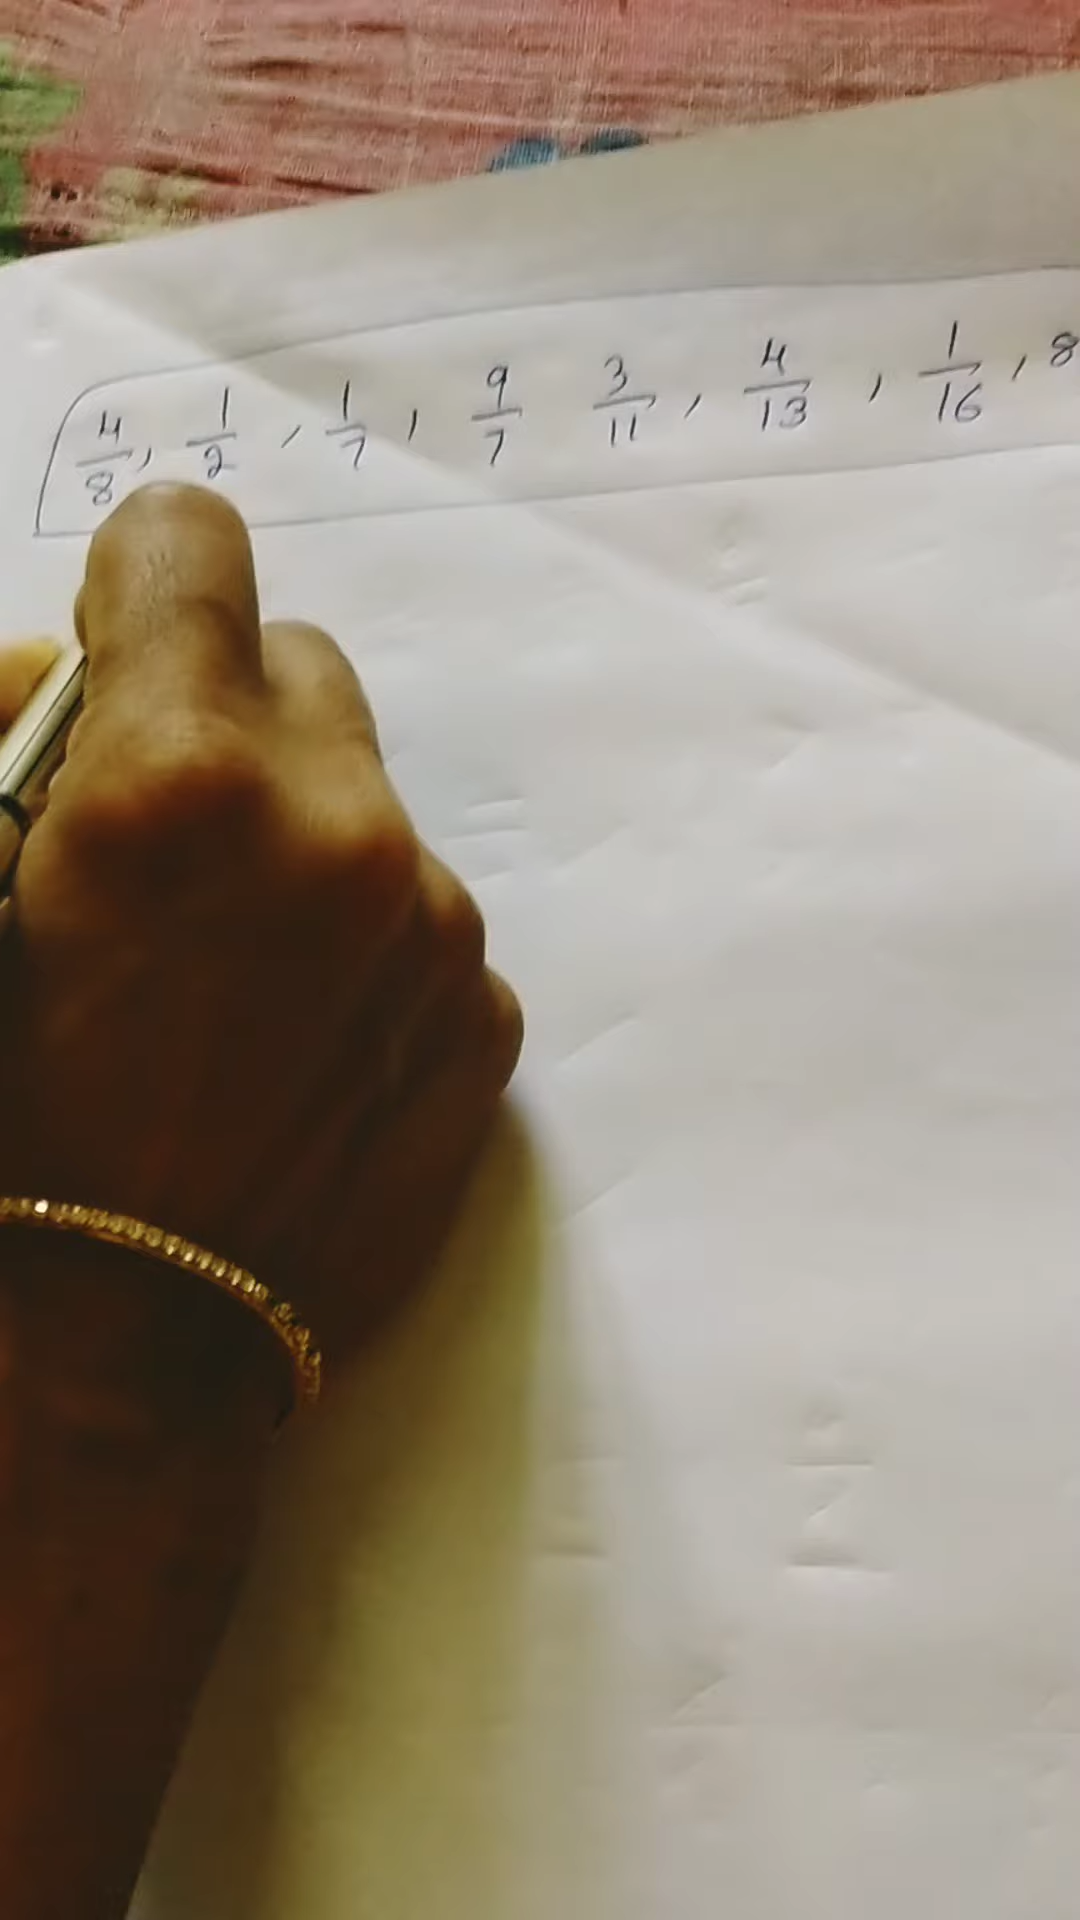 4/8, 1/2, 1/7, 9/7 3/11, 4/13, 1/16, 8